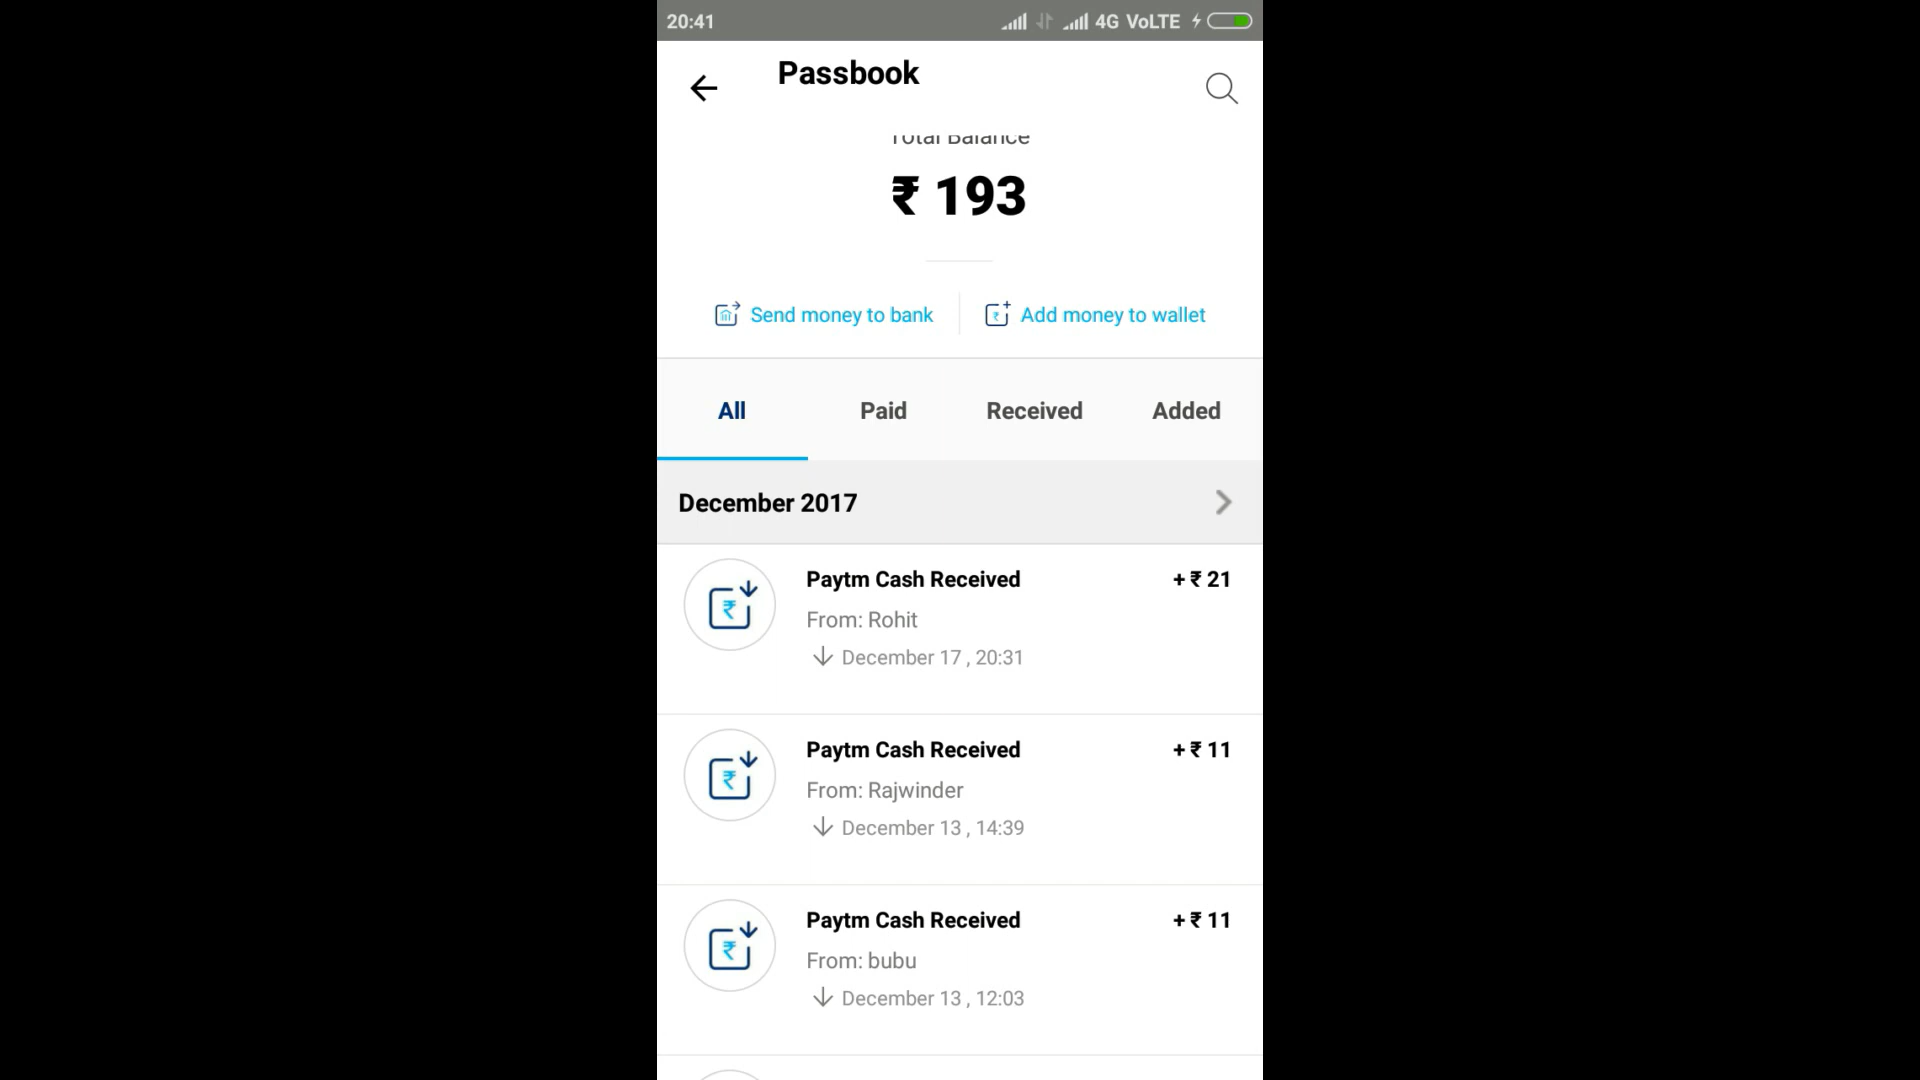 20:41 4G VoLTE
Passbook
Total Balance
₹ 193
Send money to bank Add money to wallet
All Paid Received Added
December 2017
Paytm Cash Received + ₹ 21
From: Rohit
December 17 , 20:31
Paytm Cash Received + ₹ 11
From: Rajwinder
December 13 , 14:39
Paytm Cash Received + ₹ 11
From: bubu
December 13 , 12:03